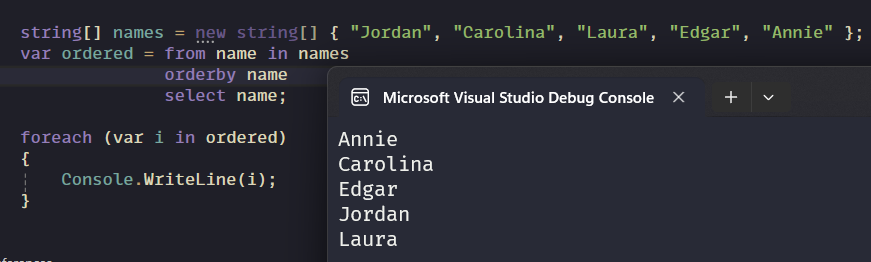 string[] names = new string[] { "Jordan", "Carolina", "Laura", "Edgar", "Annie" };
var ordered = from name in names
orderby name
select name;
foreach (var i in ordered)
{
Console.WriteLine(i);
}
Microsoft Visual Studio Debug Console
Annie
Carolina
Edgar
Jordan
Laura